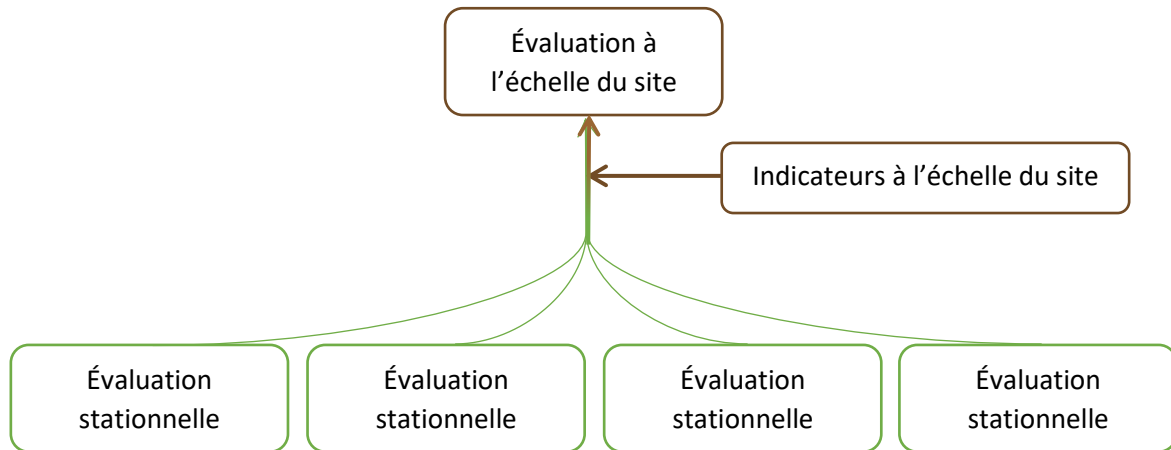 Évaluation à
l’échelle du site
Indicateurs à l’échelle du site
Évaluation
stationnelle
Évaluation
stationnelle
Évaluation
stationnelle
Évaluation
stationnelle